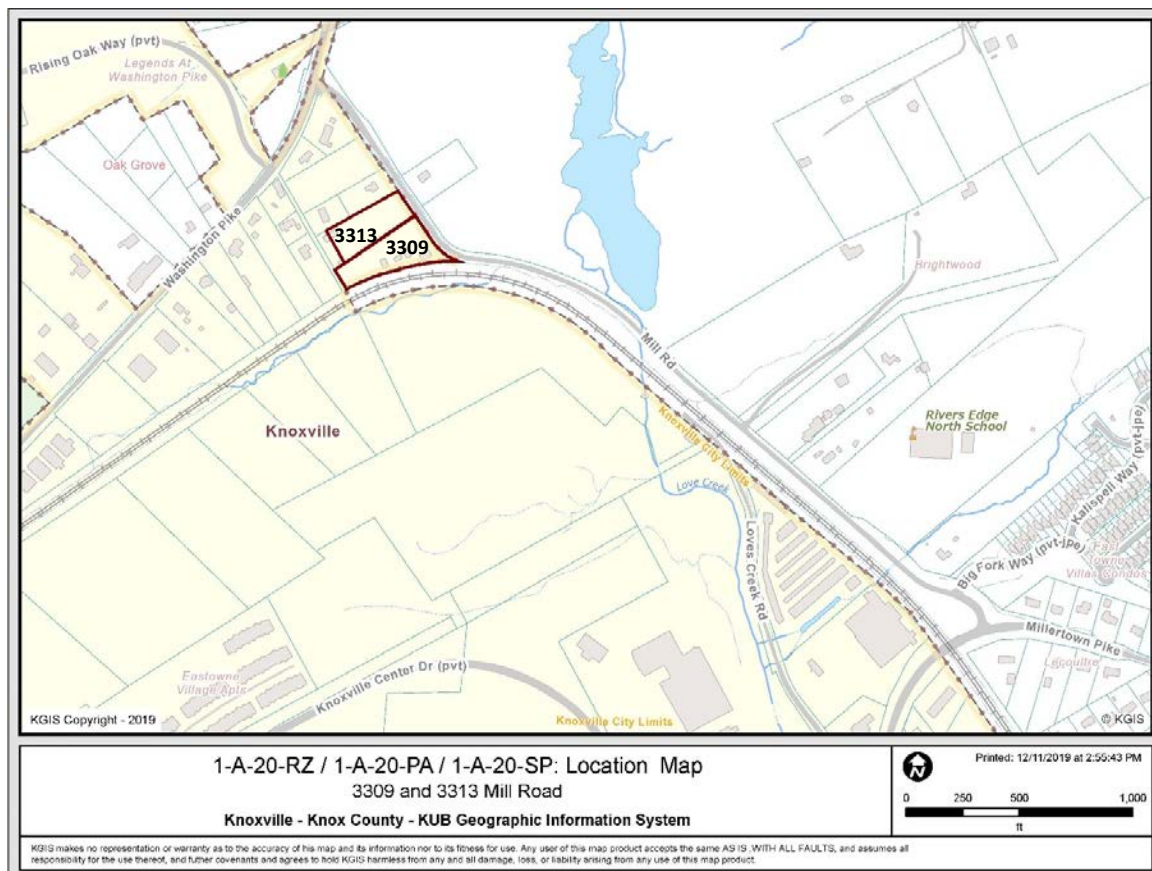 Rising Oak Way (pvt)
Legends At
Washington Pike
Oak Grove
Washington Pike
3313
3309
Brightwood
Mill Rd
Knoxville
Knoxville City Limits
Rivers Edge
North School
Love Creek
Loves Creek Rd
Kalispell Way (pvt-jpe)
Big Fork Way (pvt-jpe)
East Towne
Villas Condos
Millertown Pike
Lecoultre
Eastowne
Village Apts
Knoxville Center Dr (pvt)
Knoxville City Limits
KGIS Copyright - 2019
© KGIS
1-A-20-RZ / 1-A-20-PA / 1-A-20-SP: Location Map
3309 and 3313 Mill Road
Knoxville - Knox County - KUB Geographic Information System
N
Printed: 12/11/2019 at 2:55:43 PM
0 250 500 1,000
ft
KGIS makes no representation or warranty as to the accuracy of his map and its information nor to its fitness for use. Any user of this map product accepts the same AS IS ,WITH ALL FAULTS, and assumes all
responsibility for the use thereof, and futher covenants and agrees to hold KGIS harmless from any and all damage, loss, or liability arising from any use of this map product.